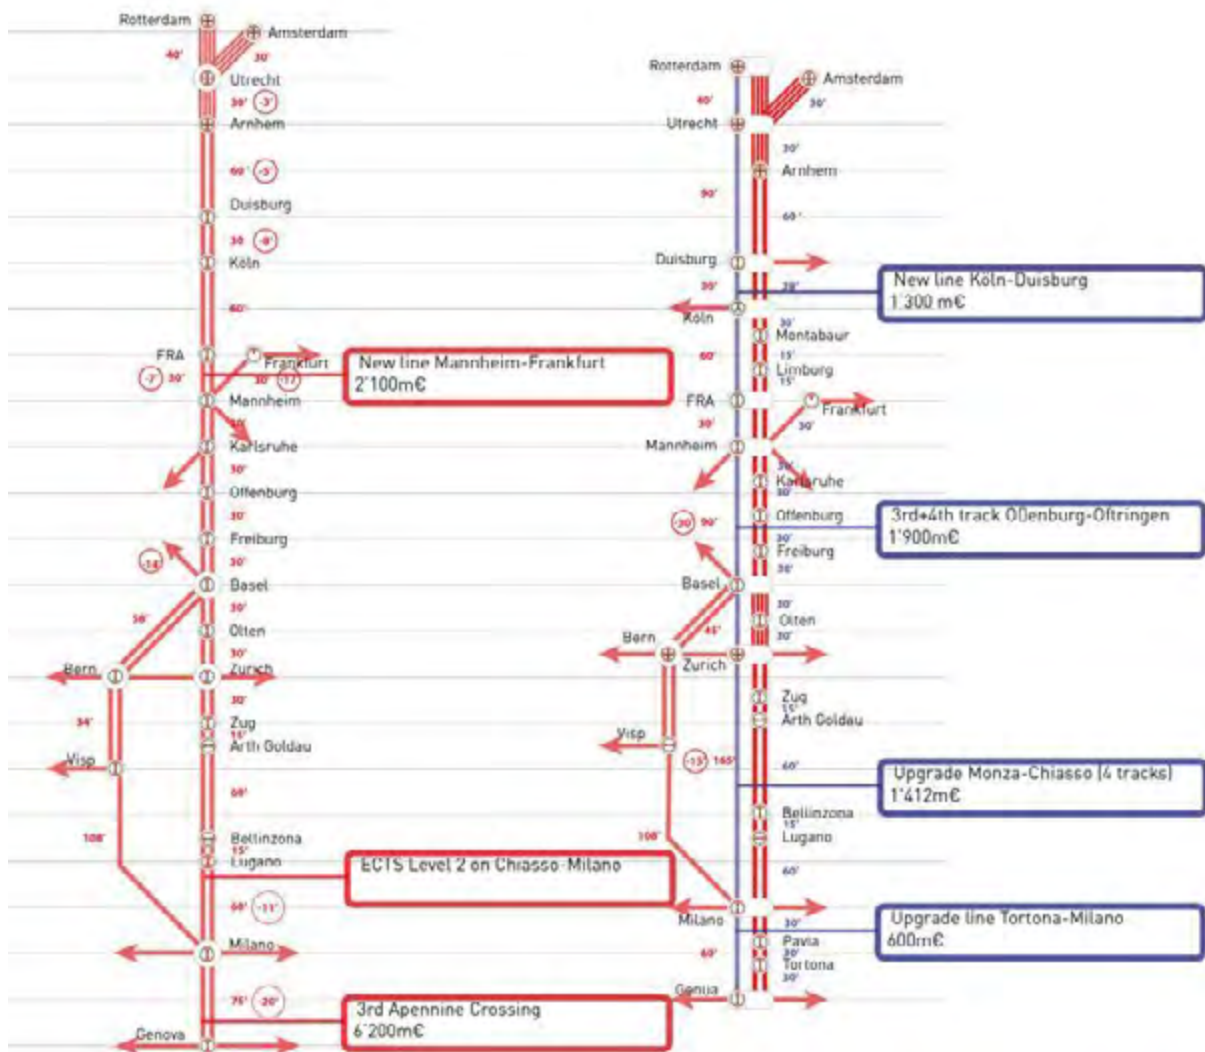 Rotterdam
Amsterdam
40'
30'
Utrecht
30' -3'
Arnhem
60' -5'
Duisburg
30 -8'
Köln
60'
FRA
Frankfurt
-7' 30'
30' -17
Mannheim
30'
Karlsruhe
30'
Offenburg
30'
Freiburg
-14'
30'
Basel
30'
Olten
30'
Bern
Zurich
34'
30'
Zug
15'
Arth Goldau
Visp
60'
108'
Bellinzona
15'
Lugano
60' -11'
Milano
75' -20'
Genova
New line Mannheim-Frankfurt
2'100m€
ECTS Level 2 on Chiasso-Milano
3rd Apennine Crossing
6'200m€
Rotterdam
Amsterdam
40'
30'
Utrecht
30'
Arnhem
90'
60'
Duisburg
30'
Köln
30'
Montabaur
60'
15'
Limburg
15'
FRA
Frankfurt
30'
30'
Mannheim
30'
Karlsruhe
30'
-30' 90'
Offenburg
30'
Freiburg
30'
Basel
45'
30'
Olten
30'
Bern
Zurich
Zug
15'
Arth Goldau
Visp
-15' 165'
60'
Bellinzona
15'
Lugano
108'
60'
Milano
30'
Pavia
60'
30'
Tortona
30'
Genua
New line Köln-Duisburg
1'300 m€
3rd+4th track Offenburg-Oftringen
1'900m€
Upgrade Monza-Chiasso (4 tracks)
1'412m€
Upgrade line Tortona-Milano
600m€